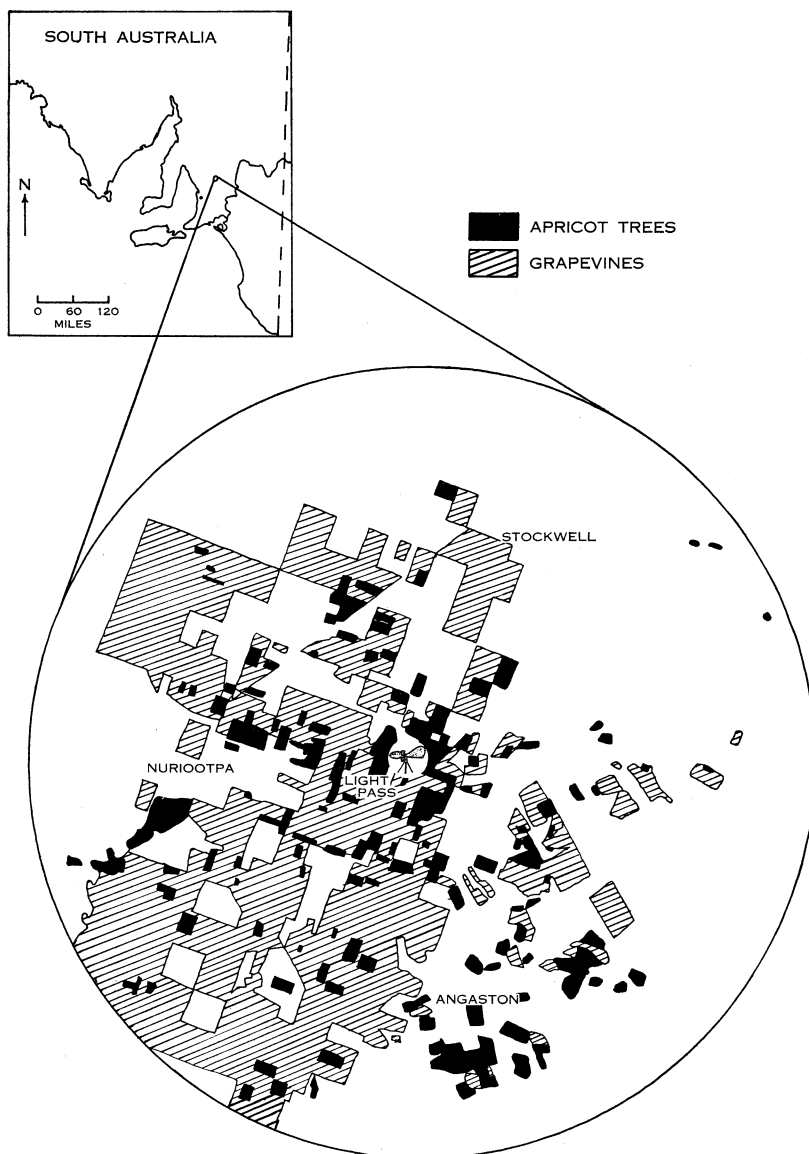 SOUTH AUSTRALIA
N
0 60 120
MILES
APRICOT TREES
GRAPEVINES
STOCKWELL
NURIOOTPA
LIGHT
PASS
ANGASTON